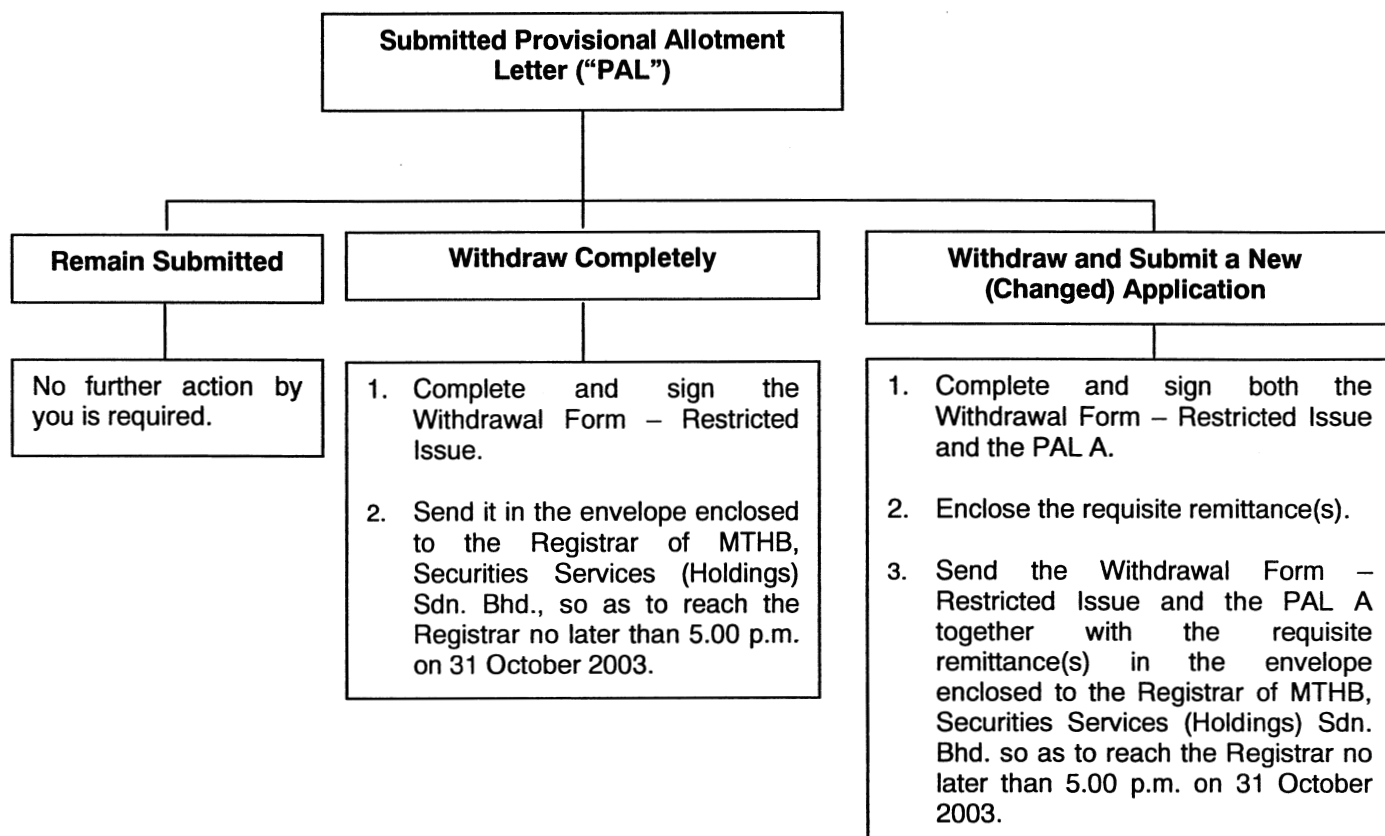 Submitted Provisional Allotment
Letter (“PAL”)
Remain Submitted
No further action by
you is required.
Withdraw Completely
1. Complete and sign the
Withdrawal Form – Restricted
Issue.
2. Send it in the envelope enclosed
to the Registrar of MTHB,
Securities Services (Holdings)
Sdn. Bhd., so as to reach the
Registrar no later than 5.00 p.m.
on 31 October 2003.
Withdraw and Submit a New
(Changed) Application
1. Complete and sign both the
Withdrawal Form – Restricted Issue
and the PAL A.
2. Enclose the requisite remittance(s).
3. Send the Withdrawal Form –
Restricted Issue and the PAL A
together with the requisite
remittance(s) in the envelope
enclosed to the Registrar of MTHB,
Securities Services (Holdings) Sdn.
Bhd. so as to reach the Registrar no
later than 5.00 p.m. on 31 October
2003.